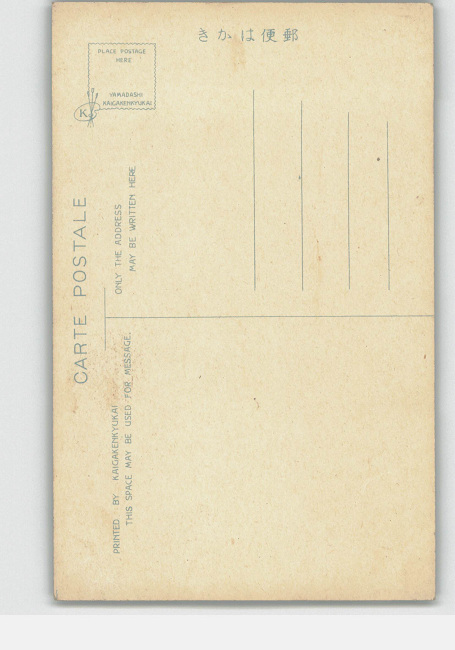 きかは便郵
PLACE POSTAGE
HERE
YAMADASHI
KAIGAKENKYUKAI
K
CARTE POSTALE
ONLY THE ADDRESS
MAY BE WRITTEN HERE
PRINTED BY KAIGAKENKYUKAI
THIS SPACE MAY BE USED FOR MESSAGE.